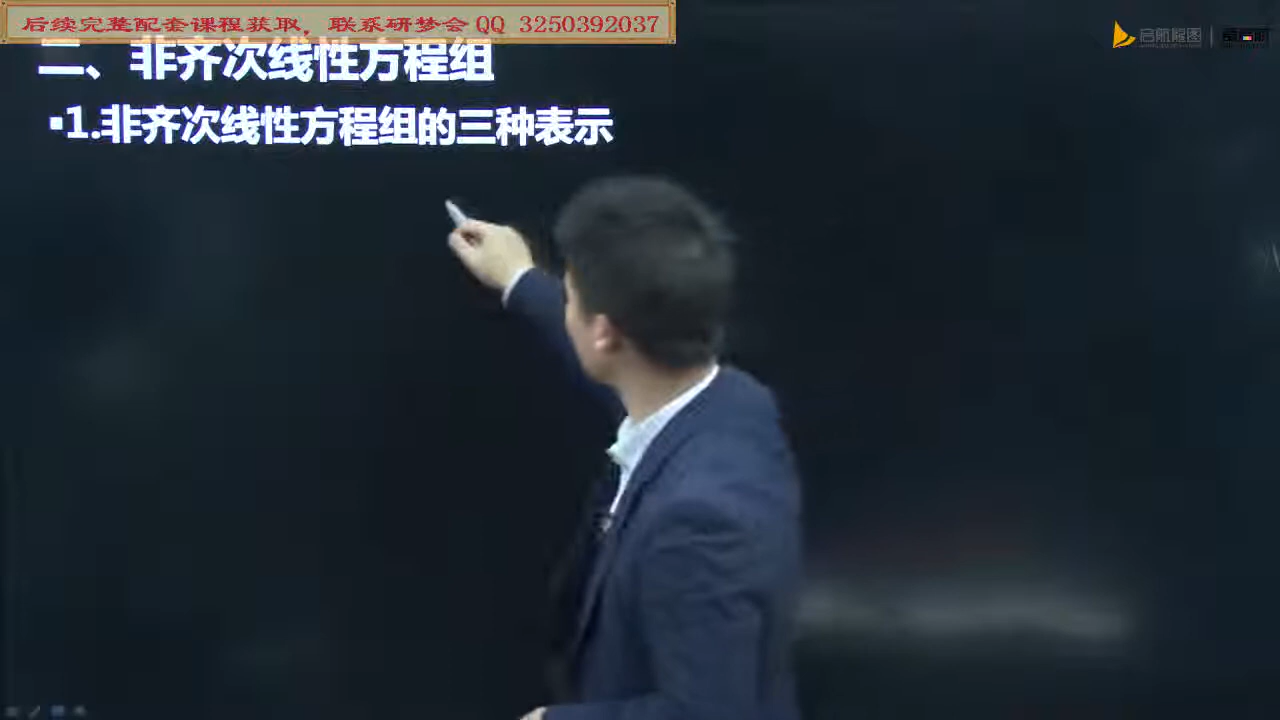 后续完整配套课程获取，联系研梦会QQ 3250392037
二、非齐次线性方程组
▪1.非齐次线性方程组的三种表示